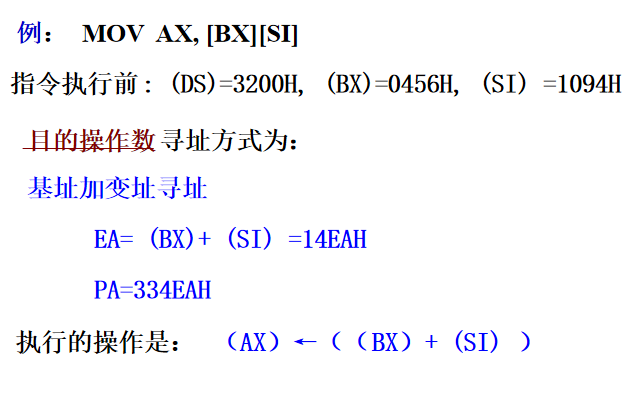 例： MOV AX, [BX][SI]
指令执行前： (DS)=3200H, (BX)=0456H, (SI) =1094H
目的操作数 寻址方式为：
基址加变址寻址
EA= (BX)+ (SI) =14EAH
PA=334EAH
执行的操作是： （AX）←（（BX）+ (SI) ）